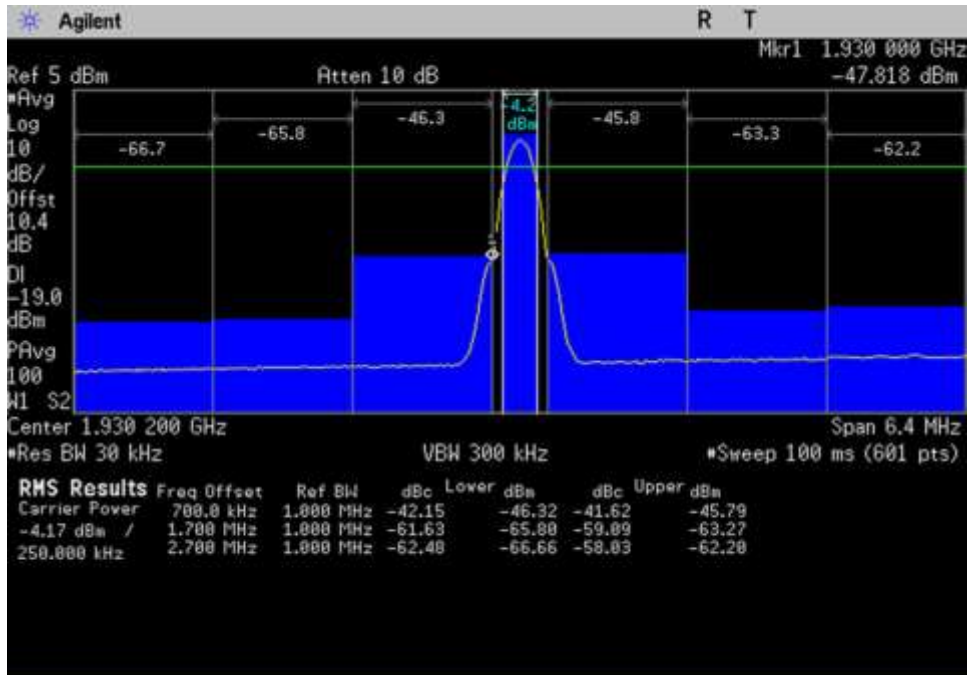 Agilent R T
Mkr1 1.930 000 GHz
Ref 5 dBm Atten 10 dB -47.818 dBm
#Avg
Log
10
dB/
Offst
10.4
dB
DI
-19.0
dBm
PAvg
100
W1 S2
-66.7 -65.8 -46.3 -4.2 dBm -45.8 -63.3 -62.2
Center 1.930 200 GHz Span 6.4 MHz
#Res BW 30 kHz VBW 300 kHz #Sweep 100 ms (601 pts)
RMS Results Freq Offset Ref BW dBc Lower dBm dBc Upper dBm
Carrier Power 700.0 kHz 1.000 MHz -42.15 -46.32 -41.62 -45.79
-4.17 dBm / 1.700 MHz 1.000 MHz -61.63 -65.80 -59.09 -63.27
250.000 kHz 2.700 MHz 1.000 MHz -62.48 -66.66 -58.03 -62.20